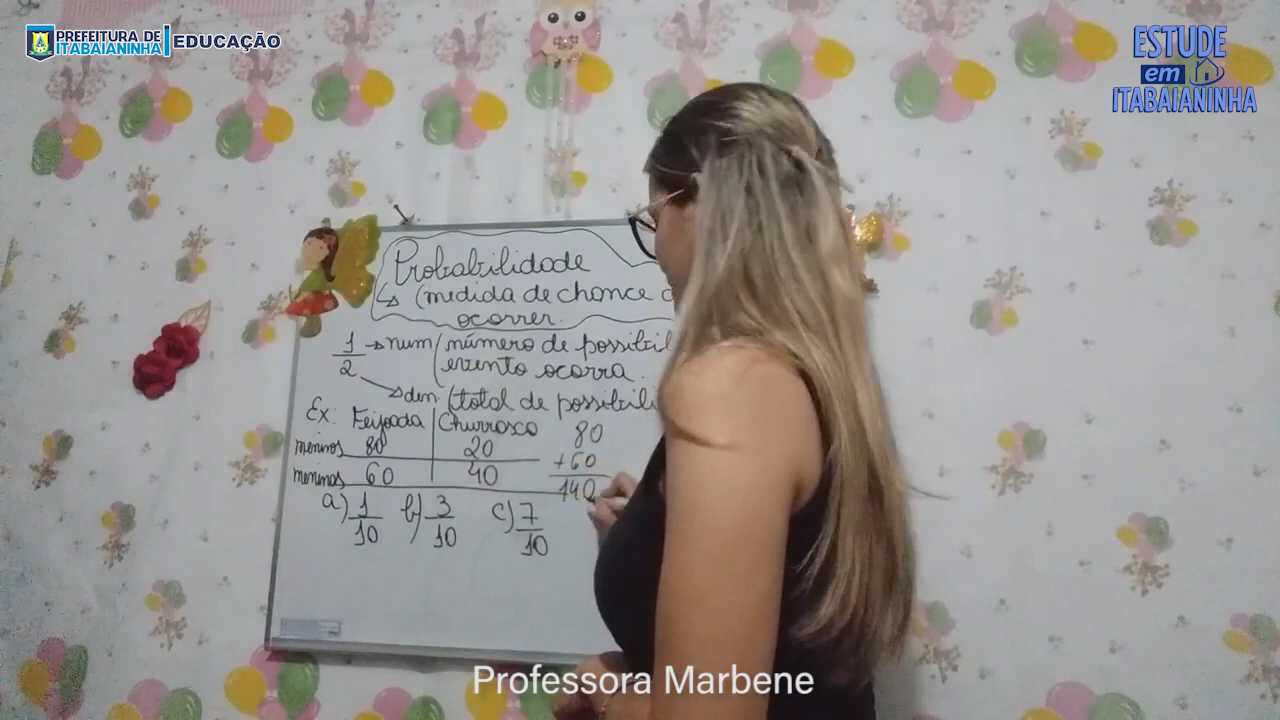 PREFEITURA DE
ITABAIANINHA
EDUCAÇÃO
ESTUDE
em
ITABAIANINHA
Probabilidade
(medida de chance
ocorrer.
1/2 num (número de possibil
evento ocorra.
den (total de possibili
Ex: Feijoada Churrasco
meninos 80 20
meninas 60 40
80
+60
140
a) 1/10 b) 3/10 c) 7/10
Professora Marbene